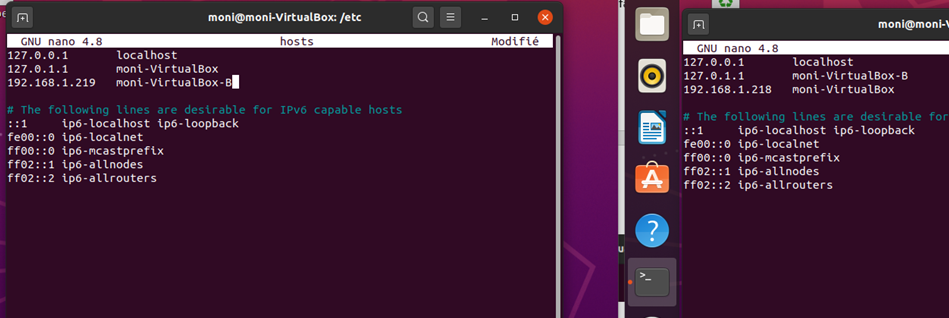 moni@moni-VirtualBox: /etc
GNU nano 4.8 hosts Modifié
127.0.0.1 localhost
127.0.1.1 moni-VirtualBox
192.168.1.219 moni-VirtualBox-B
# The following lines are desirable for IPv6 capable hosts
::1 ip6-localhost ip6-loopback
fe00::0 ip6-localnet
ff00::0 ip6-mcastprefix
ff02::1 ip6-allnodes
ff02::2 ip6-allrouters
moni@moni
GNU nano 4.8
127.0.0.1 localhost
127.0.1.1 moni-VirtualBox-B
192.168.1.218 moni-VirtualBox
# The following lines are desirable fo
::1 ip6-localhost ip6-loopback
fe00::0 ip6-localnet
ff00::0 ip6-mcastprefix
ff02::1 ip6-allnodes
ff02::2 ip6-allrouters